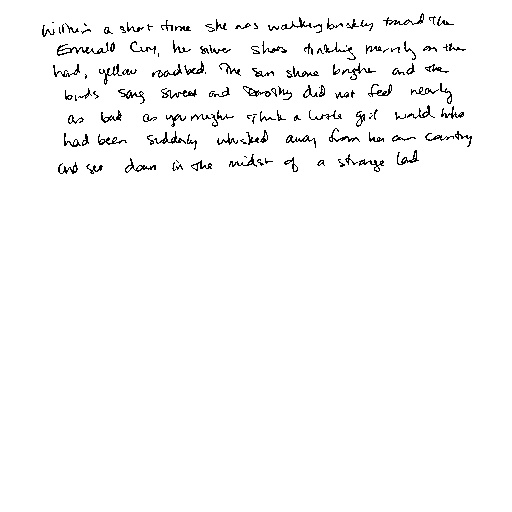 Within a short time she was walking briskly toward the
Emerald City, her silver shoes tinkling merrily on the
hard, yellow roadbed. The sun shone bright and the
birds sang sweet and Dorothy did not feel nearly
as bad as you might think a little girl would who
had been suddenly whisked away from her own country
and set down in the midst of a strange land